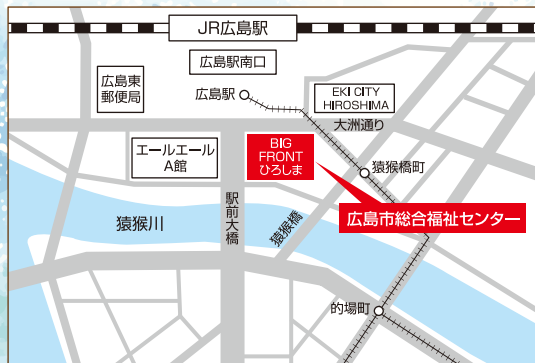 JR広島駅
広島駅南口
広島東
郵便局
広島駅
EKI CITY
HIROSHIMA
大洲通り
エールエール
A館
BIG
FRONT
ひろしま
猿猴橋町
駅前大橋
猿猴橋
広島市総合福祉センター
猿猴川
的場町